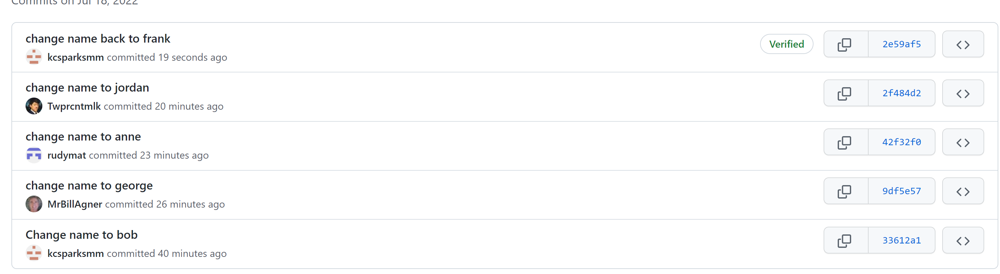 Commits on Jul 18, 2022
change name back to frank
Verified
2e59af5
kcsparksmm committed 19 seconds ago
change name to jordan
2f484d2
Twprcntmlk committed 20 minutes ago
change name to anne
42f32f0
rudymat committed 23 minutes ago
change name to george
9df5e57
MrBillAgner committed 26 minutes ago
Change name to bob
33612a1
kcsparksmm committed 40 minutes ago